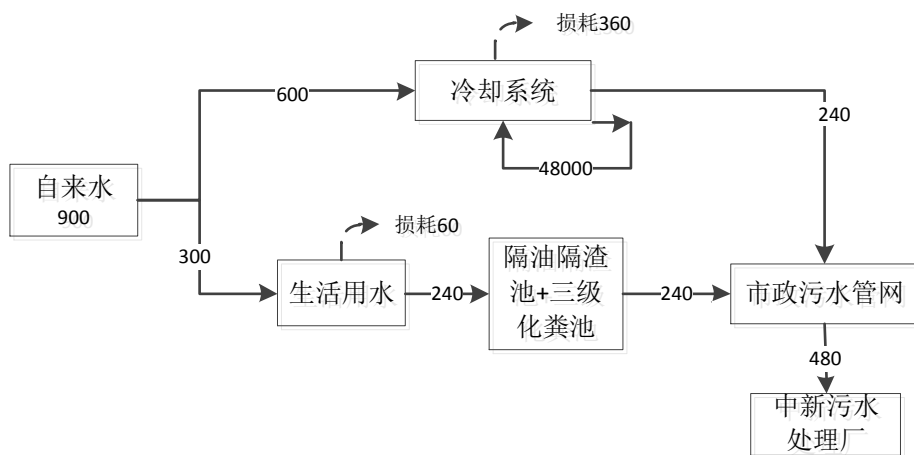 损耗360
600
冷却系统
240
48000
自来水
900
损耗60
300
生活用水
240
隔油隔渣
池+三级
化粪池
240
市政污水管网
480
中新污水
处理厂